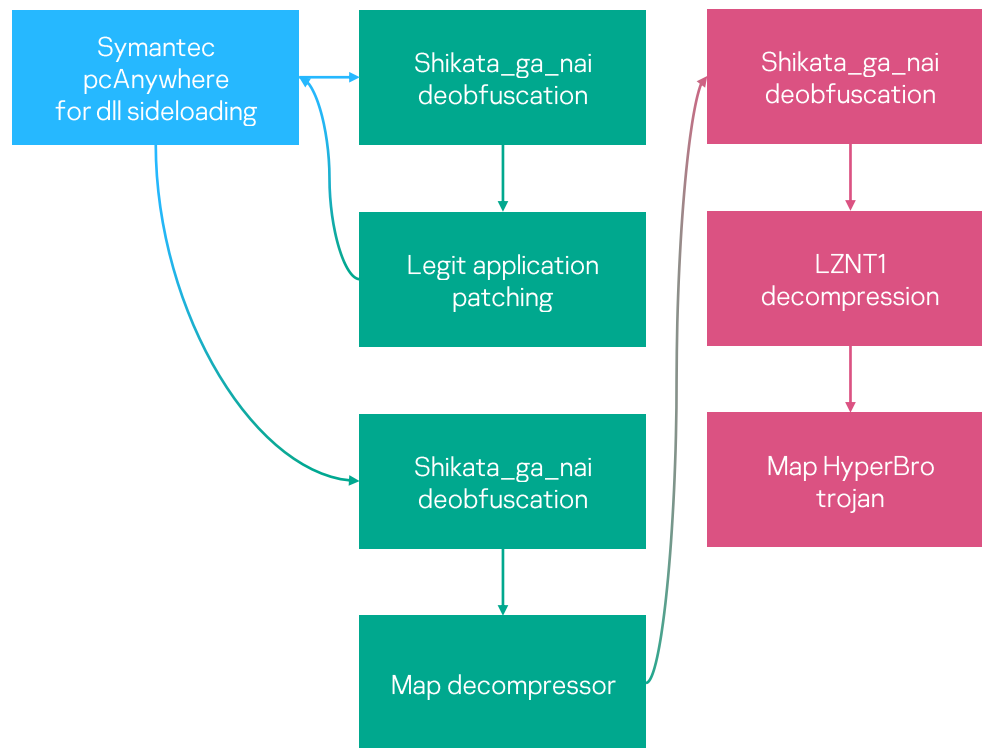 Symantec
pcAnywhere
for dll sideloading
Shikata_ga_nai
deobfuscation
Legit application
patching
Shikata_ga_nai
deobfuscation
Map decompressor
Shikata_ga_nai
deobfuscation
LZNT1
decompression
Map HyperBro
trojan